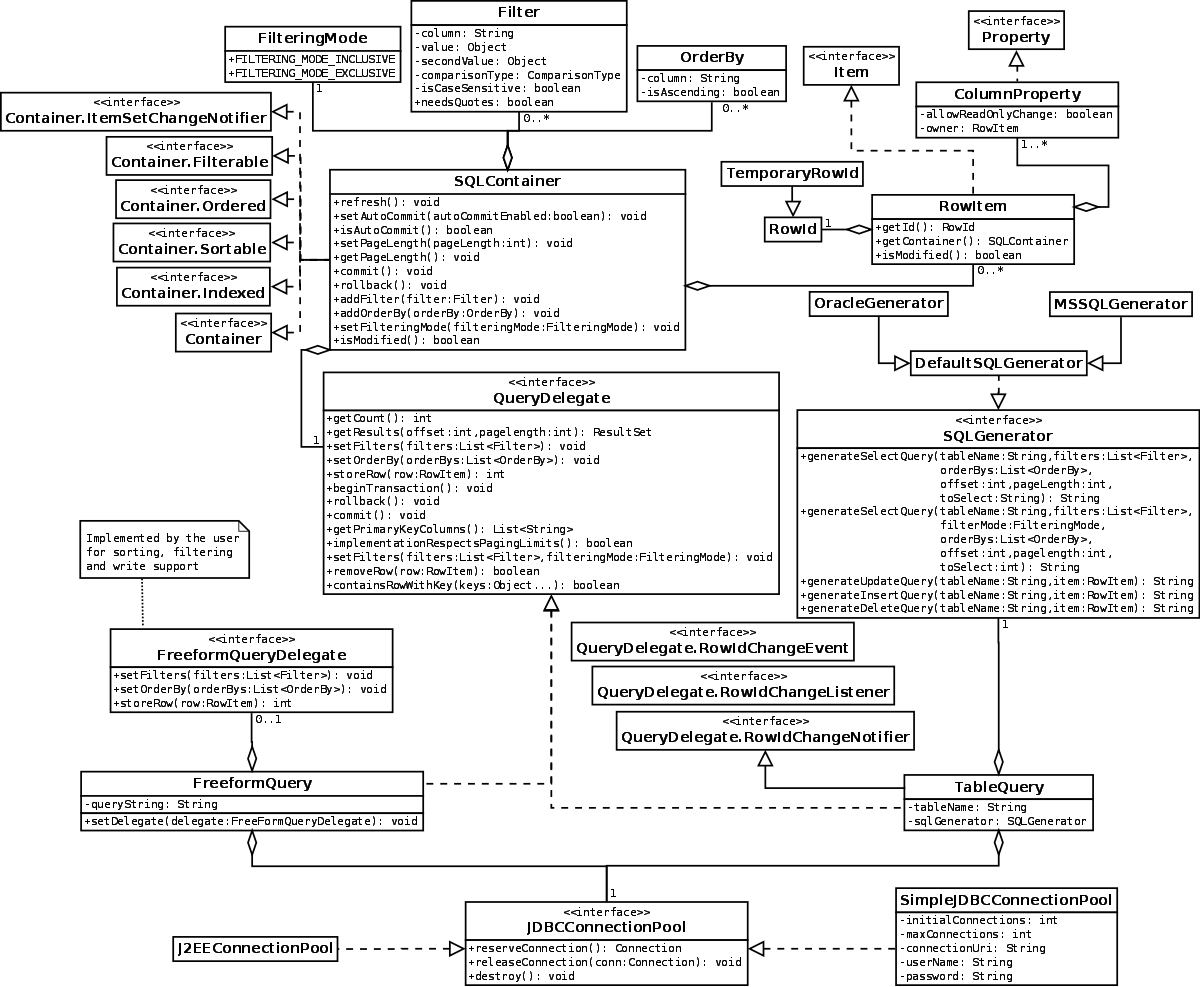 FilteringMode
+FILTERING_MODE_INCLUSIVE
+FILTERING_MODE_EXCLUSIVE
1
Filter
-column: String
-value: Object
-secondValue: Object
-comparisonType: ComparisonType
-isCaseSensitive: boolean
+needsQuotes: boolean
0..*
OrderBy
-column: String
-isAscending: boolean
0..*
<<interface>>
Item
<<interface>>
Property
ColumnProperty
-allowReadOnlyChange: boolean
-owner: RowItem
1..*
<<interface>>
Container.ItemSetChangeNotifier
<<interface>>
Container.Filterable
<<interface>>
Container.Ordered
<<interface>>
Container.Sortable
<<interface>>
Container.Indexed
<<interface>>
Container
SQLContainer
+refresh(): void
+setAutoCommit(autoCommitEnabled:boolean): void
+isAutoCommit(): boolean
+setPageLength(pageLength:int): void
+getPageLength(): void
+commit(): void
+rollback(): void
+addFilter(filter:Filter): void
+addOrderBy(orderBy:OrderBy): void
+setFilteringMode(filteringMode:FilteringMode): void
+isModified(): boolean
TemporaryRowId
RowId
1
RowItem
+getId(): RowId
+getContainer(): SQLContainer
+isModified(): boolean
0..*
OracleGenerator
MSSQLGenerator
DefaultSQLGenerator
1
<<interface>>
QueryDelegate
+getCount(): int
+getResults(offset:int,pagelength:int): ResultSet
+setFilters(filters:List<Filter>): void
+setOrderBy(orderBys:List<OrderBy>): void
+storeRow(row:RowItem): int
+beginTransaction(): void
+rollback(): void
+commit(): void
+getPrimaryKeyColumns(): List<String>
+implementationRespectsPagingLimits(): boolean
+setFilters(filters:List<Filter>,filteringMode:FilteringMode): void
+removeRow(row:RowItem): boolean
+containsRowWithKey(keys:Object...): boolean
<<interface>>
SQLGenerator
+generateSelectQuery(tableName:String,filters:List<Filter>,
orderBys:List<OrderBy>,
offset:int,pageLength:int,
toSelect:String): String
+generateSelectQuery(tableName:String,filters:List<Filter>,
filterMode:FilteringMode,
orderBys:List<OrderBy>,
offset:int,pagelength:int,
toSelect:int): String
+generateUpdateQuery(tableName:String,item:RowItem): String
+generateInsertQuery(tableName:String,item:RowItem): String
+generateDeleteQuery(tableName:String,item:RowItem): String
1
Implemented by the user
for sorting, filtering
and write support
<<interface>>
FreeformQueryDelegate
+setFilters(filters:List<Filter>): void
+setOrderBy(orderBys:List<OrderBy>): void
+storeRow(row:RowItem): int
0..1
<<interface>>
QueryDelegate.RowIdChangeEvent
<<interface>>
QueryDelegate.RowIdChangeListener
<<interface>>
QueryDelegate.RowIdChangeNotifier
FreeformQuery
-queryString: String
+setDelegate(delegate:FreeFormQueryDelegate): void
TableQuery
-tableName: String
-sqlGenerator: SQLGenerator
1
<<interface>>
JDBCConnectionPool
+reserveConnection(): Connection
+releaseConnection(conn:Connection): void
+destroy(): void
J2EEConnectionPool
SimpleJDBCConnectionPool
-initialConnections: int
-maxConnections: int
-connectionUri: String
-userName: String
-password: String